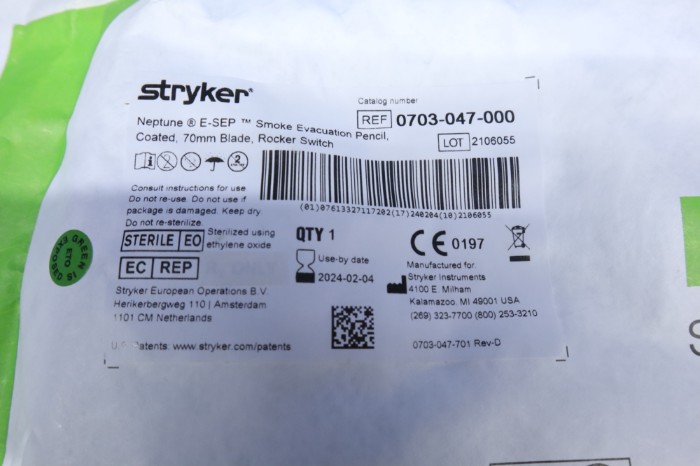 stryker®
Catalog number
REF 0703-047-000
Neptune ® E-SEP ™ Smoke Evacuation Pencil,
Coated, 70mm Blade, Rocker Switch
LOT 2106055
(01)07613327117202(17)240204(10)2106055
Consult instructions for use
Do not re-use. Do not use if
package is damaged. Keep dry.
Do not re-sterilize.
STERILE EO Sterilized using
ethylene oxide
QTY 1
CE 0197
EC REP
Use-by date
2024-02-04
Manufactured for:
Stryker Instruments
4100 E. Milham
Kalamazoo, MI 49001 USA
(269) 323-7700 (800) 253-3210
Stryker European Operations B.V.
Herikerbergweg 110 | Amsterdam
1101 CM Netherlands
U.S. Patents: www.stryker.com/patents
0703-047-701 Rev-D
GREEN IS
ETO
EXPOSED
S